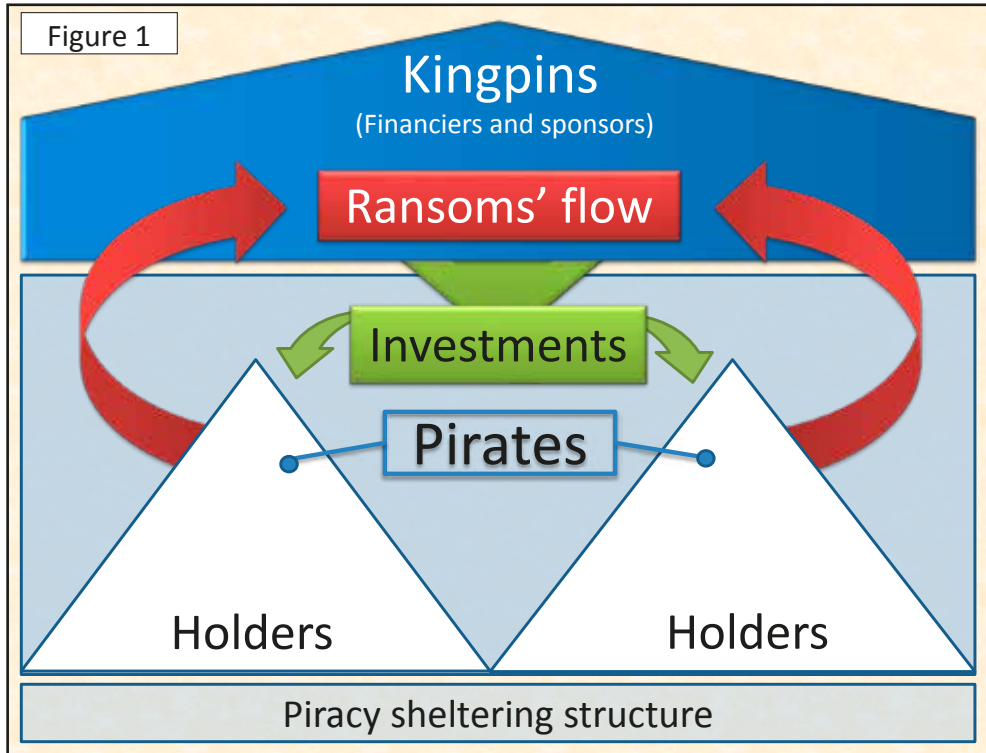 Figure 1
Kingpins
(Financiers and sponsors)
Ransoms’ flow
Investments
Pirates
Holders
Holders
Piracy sheltering structure